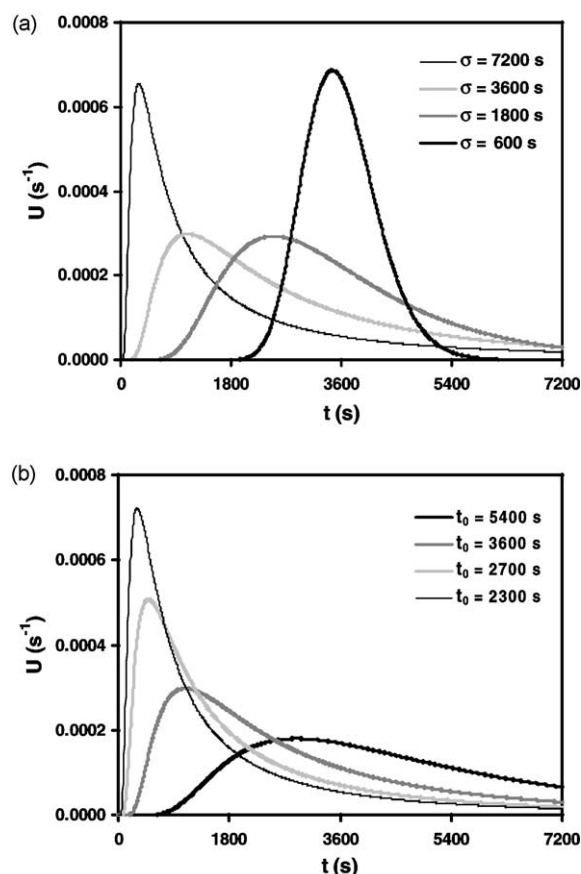 (a)
0.0008
0.0006
0.0004
0.0002
0.0000
U (s⁻¹)
σ = 7200 s
σ = 3600 s
σ = 1800 s
σ = 600 s
0 1800 3600 5400 7200
t (s)
(b)
0.0008
0.0006
0.0004
0.0002
0.0000
U (s⁻¹)
t₀ = 5400 s
t₀ = 3600 s
t₀ = 2700 s
t₀ = 2300 s
0 1800 3600 5400 7200
t (s)